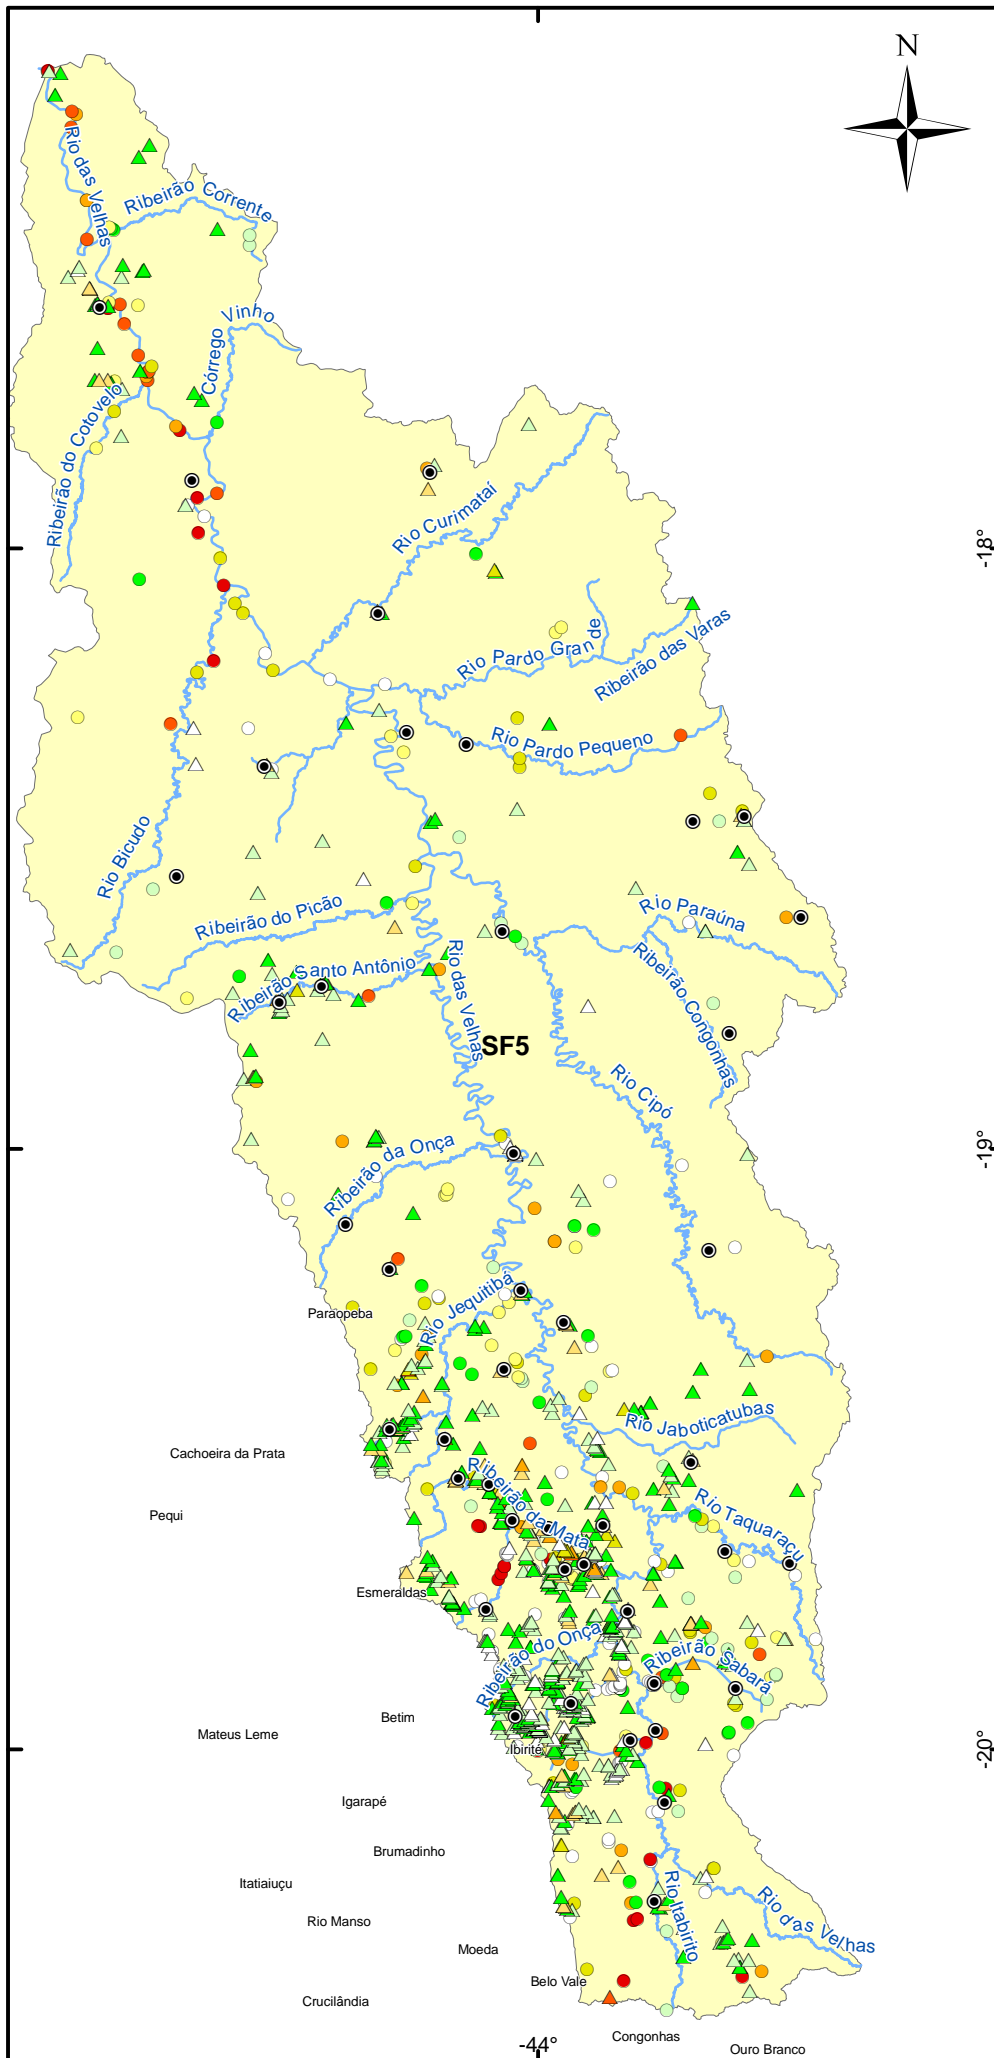 N
Rio das Velhas
Ribeirão Corrente
Córrego Vinho
Ribeirão do Cotovelo
Rio Curimataí
-18°
Rio Pardo Grande
Ribeirão das Varas
Rio Pardo Pequeno
Rio Bicudo
Ribeirão do Picão
Rio Paraúna
Ribeirão Santo Antônio
Rio das Velhas
Ribeirão Congonhas
SF5
Rio Cipó
-19°
Ribeirão da Onça
Rio Jequitibá
Paraopeba
Rio Jaboticatubas
Cachoeira da Prata
Ribeirão da Mata
Rio Taquaraçu
Pequi
Esmeraldas
Ribeirão do Onça
Ribeirão Sabará
Betim
Mateus Leme
Ibirité
-20°
Igarapé
Brumadinho
Itatiaiuçu
Rio Itabirito
Rio das Velhas
Rio Manso
Moeda
Belo Vale
Crucilândia
Congonhas
-44°
Ouro Branco